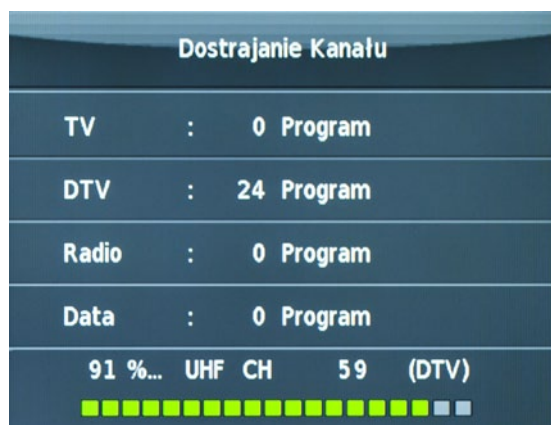 Dostrajanie Kanału
TV : 0 Program
DTV : 24 Program
Radio : 0 Program
Data : 0 Program
91 %... UHF CH 59 (DTV)